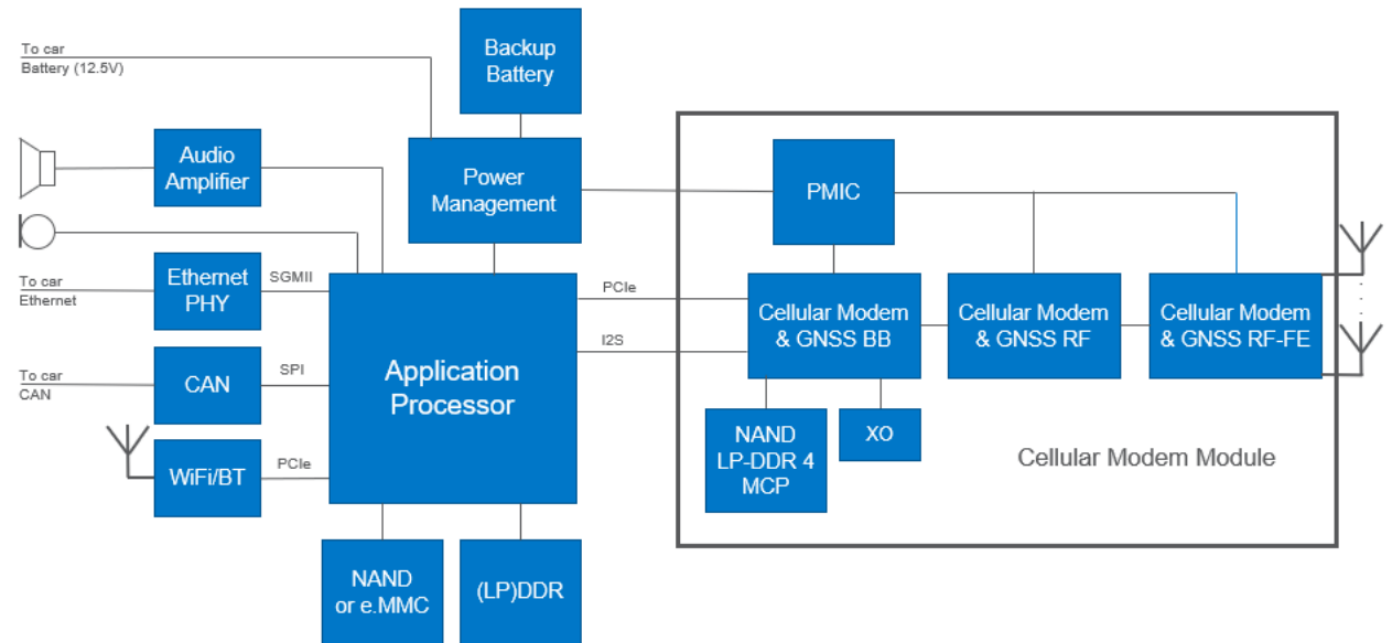 To car
Battery (12.5V)
Backup
Battery
Audio
Amplifier
Power
Management
PMIC
To car
Ethernet
Ethernet
PHY
SGMII
PCIe
I2S
Cellular Modem
& GNSS BB
Cellular Modem
& GNSS RF
Cellular Modem
& GNSS RF-FE
To car
CAN
CAN
SPI
Application
Processor
WiFi/BT
PCIe
NAND
LP-DDR 4
MCP
XO
Cellular Modem Module
NAND
or e.MMC
(LP)DDR